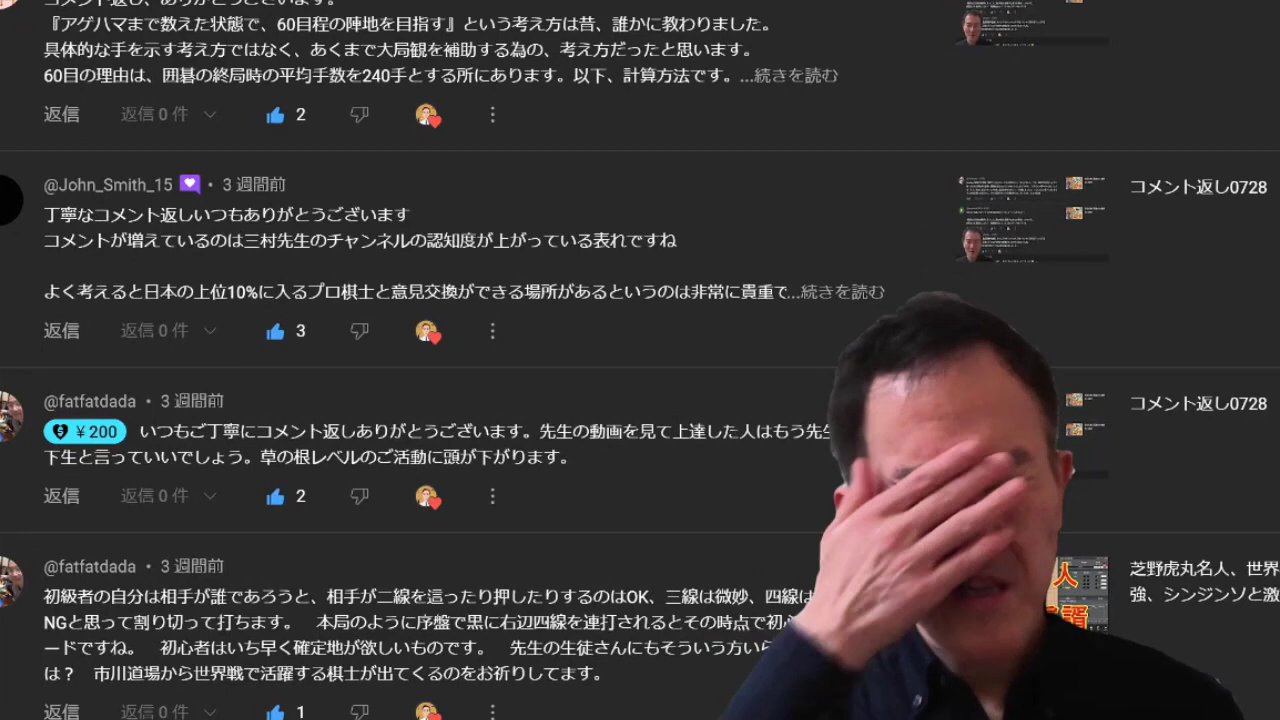 コメント返し、ありがとうございます。
『アゲハマまで数えた状態で、60目程の陣地を目指す』という考え方は昔、誰かに教わりました。
具体的な手を示す考え方ではなく、あくまで大局観を補助する為の、考え方だったと思います。
60目の理由は、囲碁の終局時の平均手数を240手とする所にあります。以下、計算方法です。...続きを読む
返信 返信 0 件 2
@John_Smith_15 • 3 週間前
コメント返し0728
丁寧なコメント返しいつもありがとうございます
コメントが増えているのは三村先生のチャンネルの認知度が上がっている表れですね
よく考えると日本の上位10%に入るプロ棋士と意見交換ができる場所があるというのは非常に貴重で...続きを読む
返信 返信 0 件 3
@fatfatdada • 3 週間前
コメント返し0728
¥200 いつもご丁寧にコメント返しありがとうございます。先生の動画を見て上達した人はもう先生
下生と言っていいでしょう。草の根レベルのご活動に頭が下がります。
返信 返信 0 件 2
@fatfatdada • 3 週間前
芝野虎丸名人、世界
強、シンジンソと激
初級者の自分は相手が誰であろうと、相手が二線を這ったり押したりするのはOK、三線は微妙、四線は
NGと思って割り切って打ちます。 本局のように序盤で黒に右辺四線を連打されるとその時点で初心
ードですね。 初心者はいち早く確定地が欲しいものです。 先生の生徒さんにもそういう方いら
は？ 市川道場から世界戦で活躍する棋士が出てくるのをお祈りしてます。
返信 返信 0 件 1
人